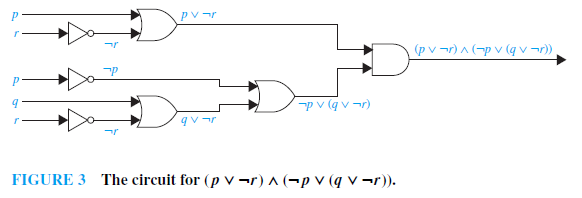 p
p ∨ ¬r
r
¬r
(p ∨ ¬r) ∧ (¬p ∨ (q ∨ ¬r))
¬p
p
q
¬p ∨ (q ∨ ¬r)
r
q ∨ ¬r
¬r
FIGURE 3 The circuit for (p ∨ ¬r) ∧ (¬p ∨ (q ∨ ¬r)).